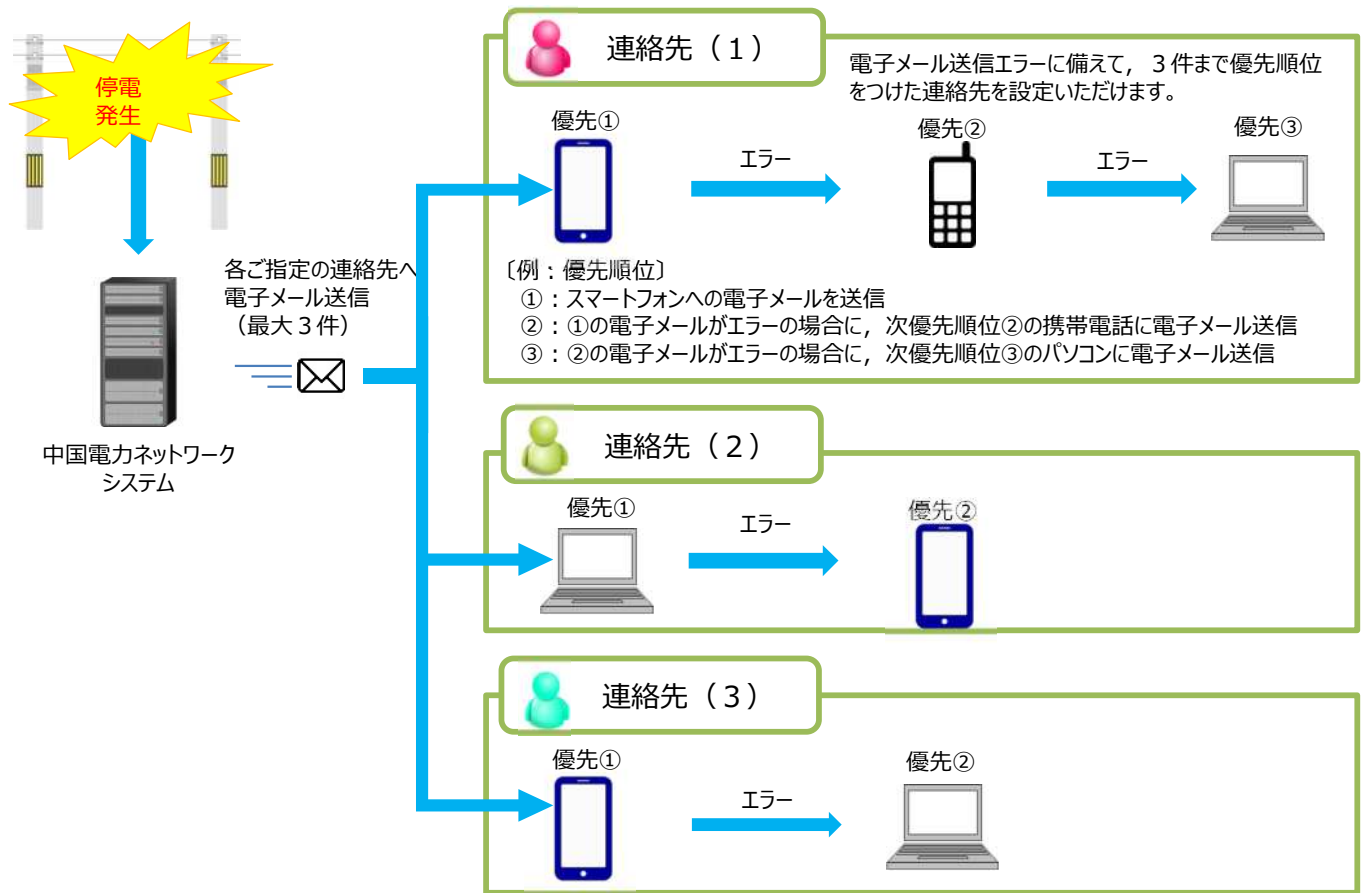 停電
発生
中国電力ネットワーク
システム
各ご指定の連絡先へ
電子メール送信
（最大３件）
連絡先（１）
電子メール送信エラーに備えて，３件まで優先順位
をつけた連絡先を設定いただけます。
優先①
エラー
優先②
エラー
優先③
〔例：優先順位〕
①：スマートフォンへの電子メールを送信
②：①の電子メールがエラーの場合に，次優先順位②の携帯電話に電子メール送信
③：②の電子メールがエラーの場合に，次優先順位③のパソコンに電子メール送信
連絡先（２）
優先①
エラー
優先②
連絡先（３）
優先①
エラー
優先②